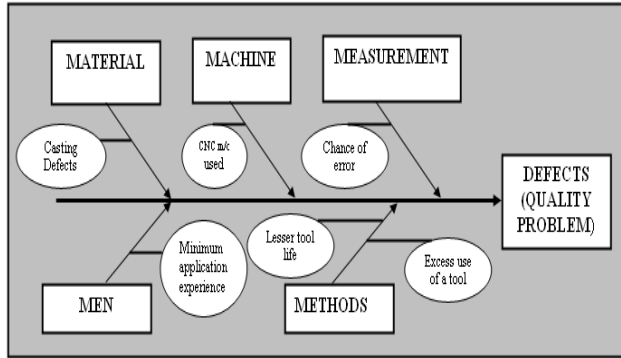 MATERIAL
MACHINE
MEASUREMENT
Casting
Defects
CNC m/c
used
Chance of
error
DEFECTS
(QUALITY
PROBLEM)
Minimum
application
experience
Lesser tool
life
Excess use
of a tool
MEN
METHODS